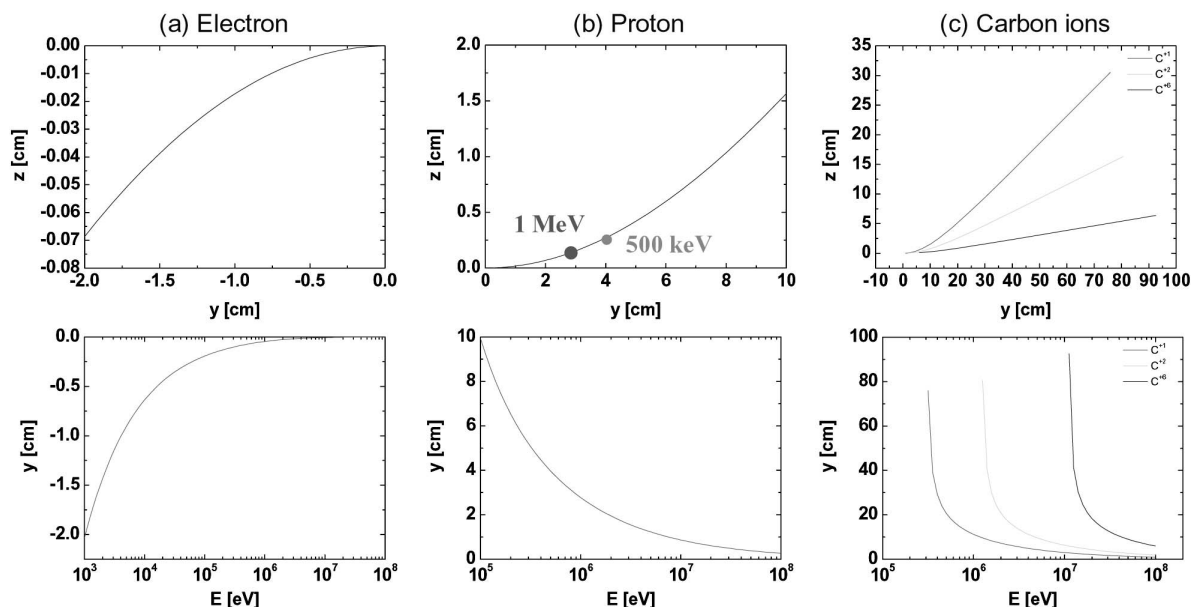 (a) Electron
(b) Proton
(c) Carbon ions
0.00
-0.01
-0.02
-0.03
-0.04
-0.05
-0.06
-0.07
-0.08
z [cm]
-2.0 -1.5 -1.0 -0.5 0.0
y [cm]
2.0
1.5
1.0
0.5
0.0
z [cm]
1 MeV
500 keV
0 2 4 6 8 10
y [cm]
35
30
25
20
15
10
5
0
z [cm]
C+1
C+2
C+6
-10 0 10 20 30 40 50 60 70 80 90 100
y [cm]
0.0
-0.5
-1.0
-1.5
-2.0
y [cm]
10³ 10⁴ 10⁵ 10⁶ 10⁷ 10⁸
E [eV]
10
8
6
4
2
0
y [cm]
10⁵ 10⁶ 10⁷ 10⁸
E [eV]
100
80
60
40
20
0
y [cm]
C+1
C+2
C+6
10⁵ 10⁶ 10⁷ 10⁸
E [eV]